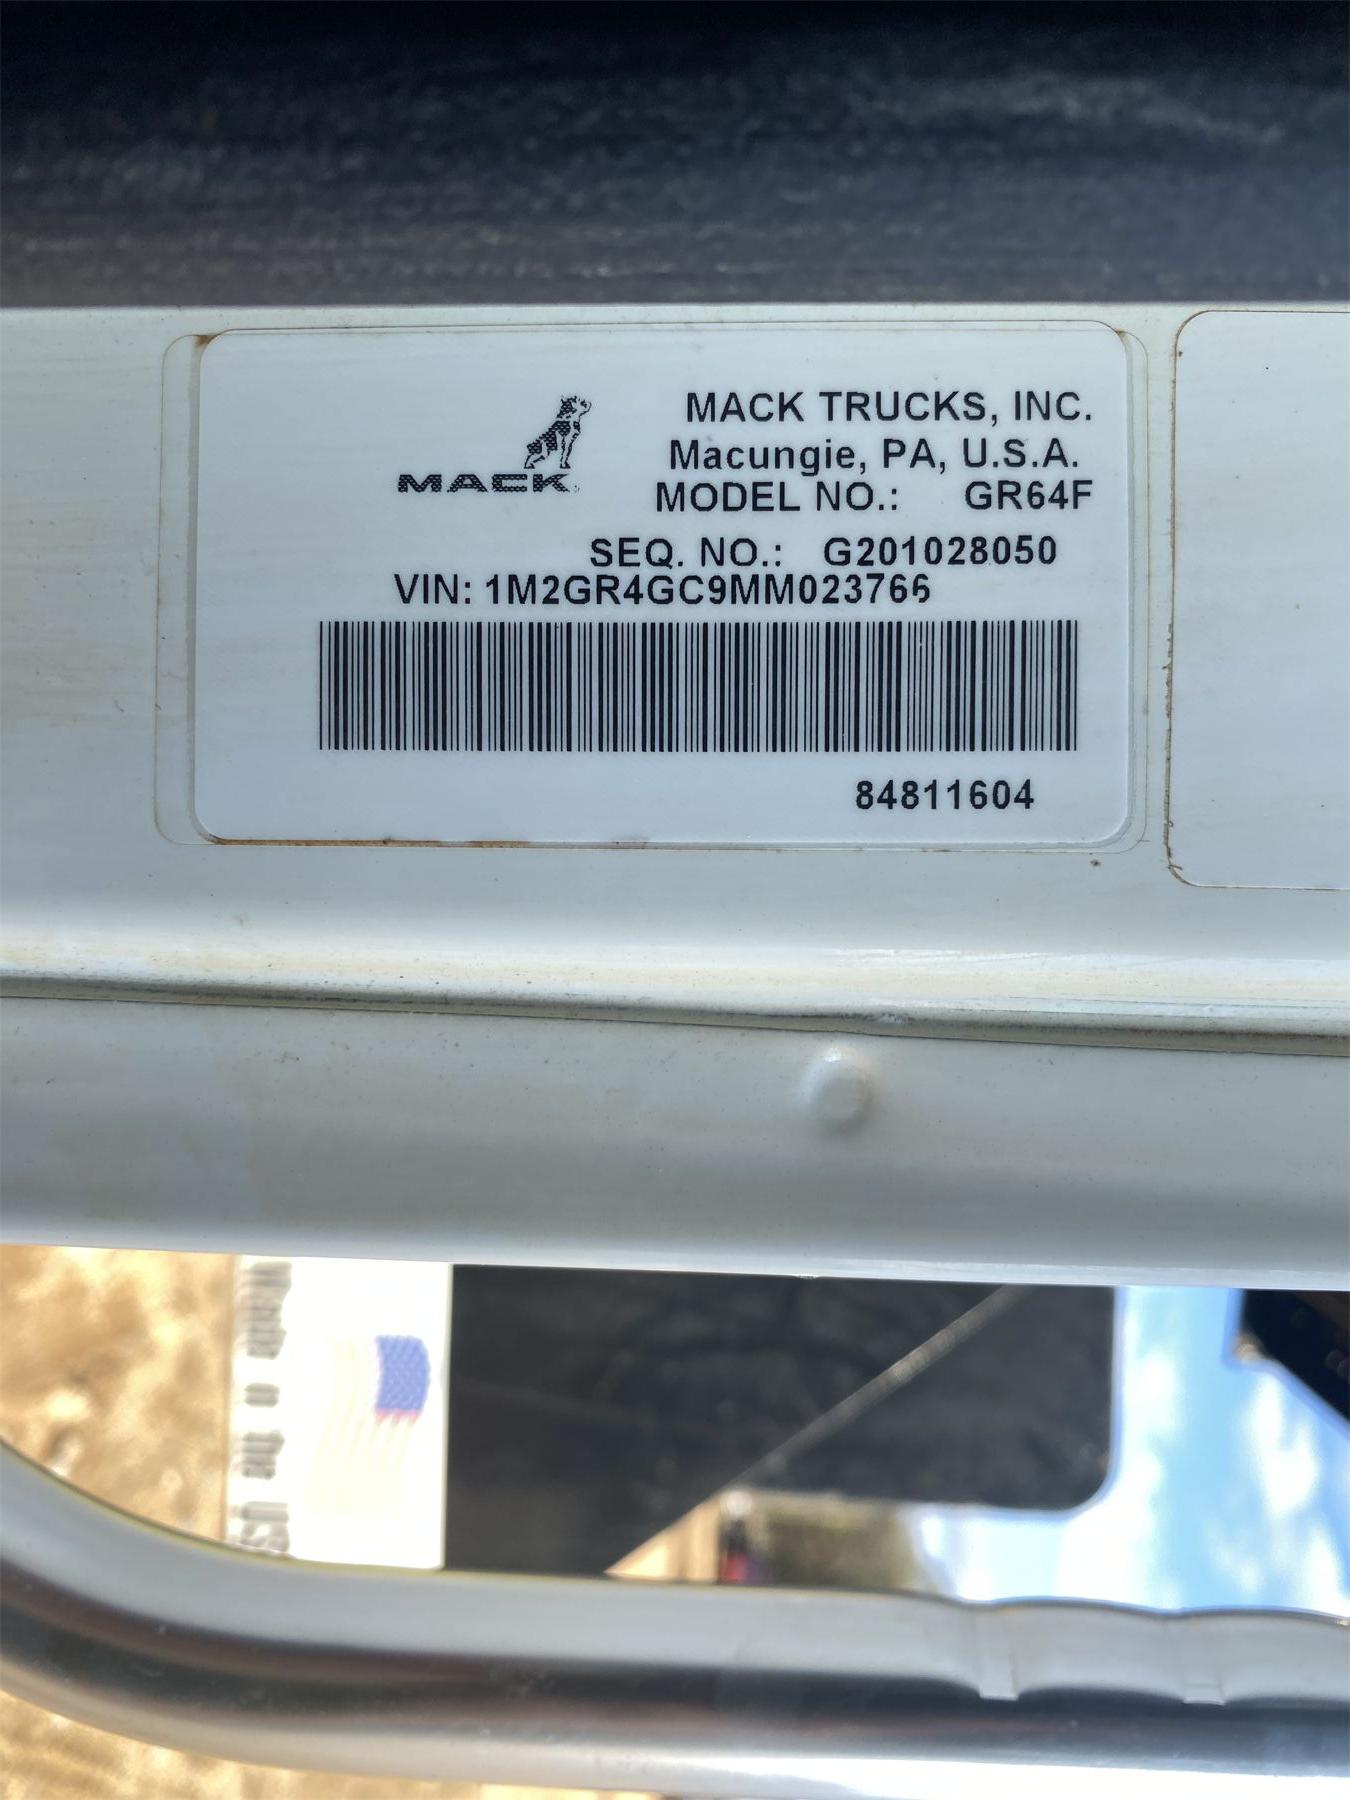 MACK
MACK TRUCKS, INC.
Macungie, PA, U.S.A.
MODEL NO.: GR64F
SEQ. NO.: G201028050
VIN: 1M2GR4GC9MM023766
84811604